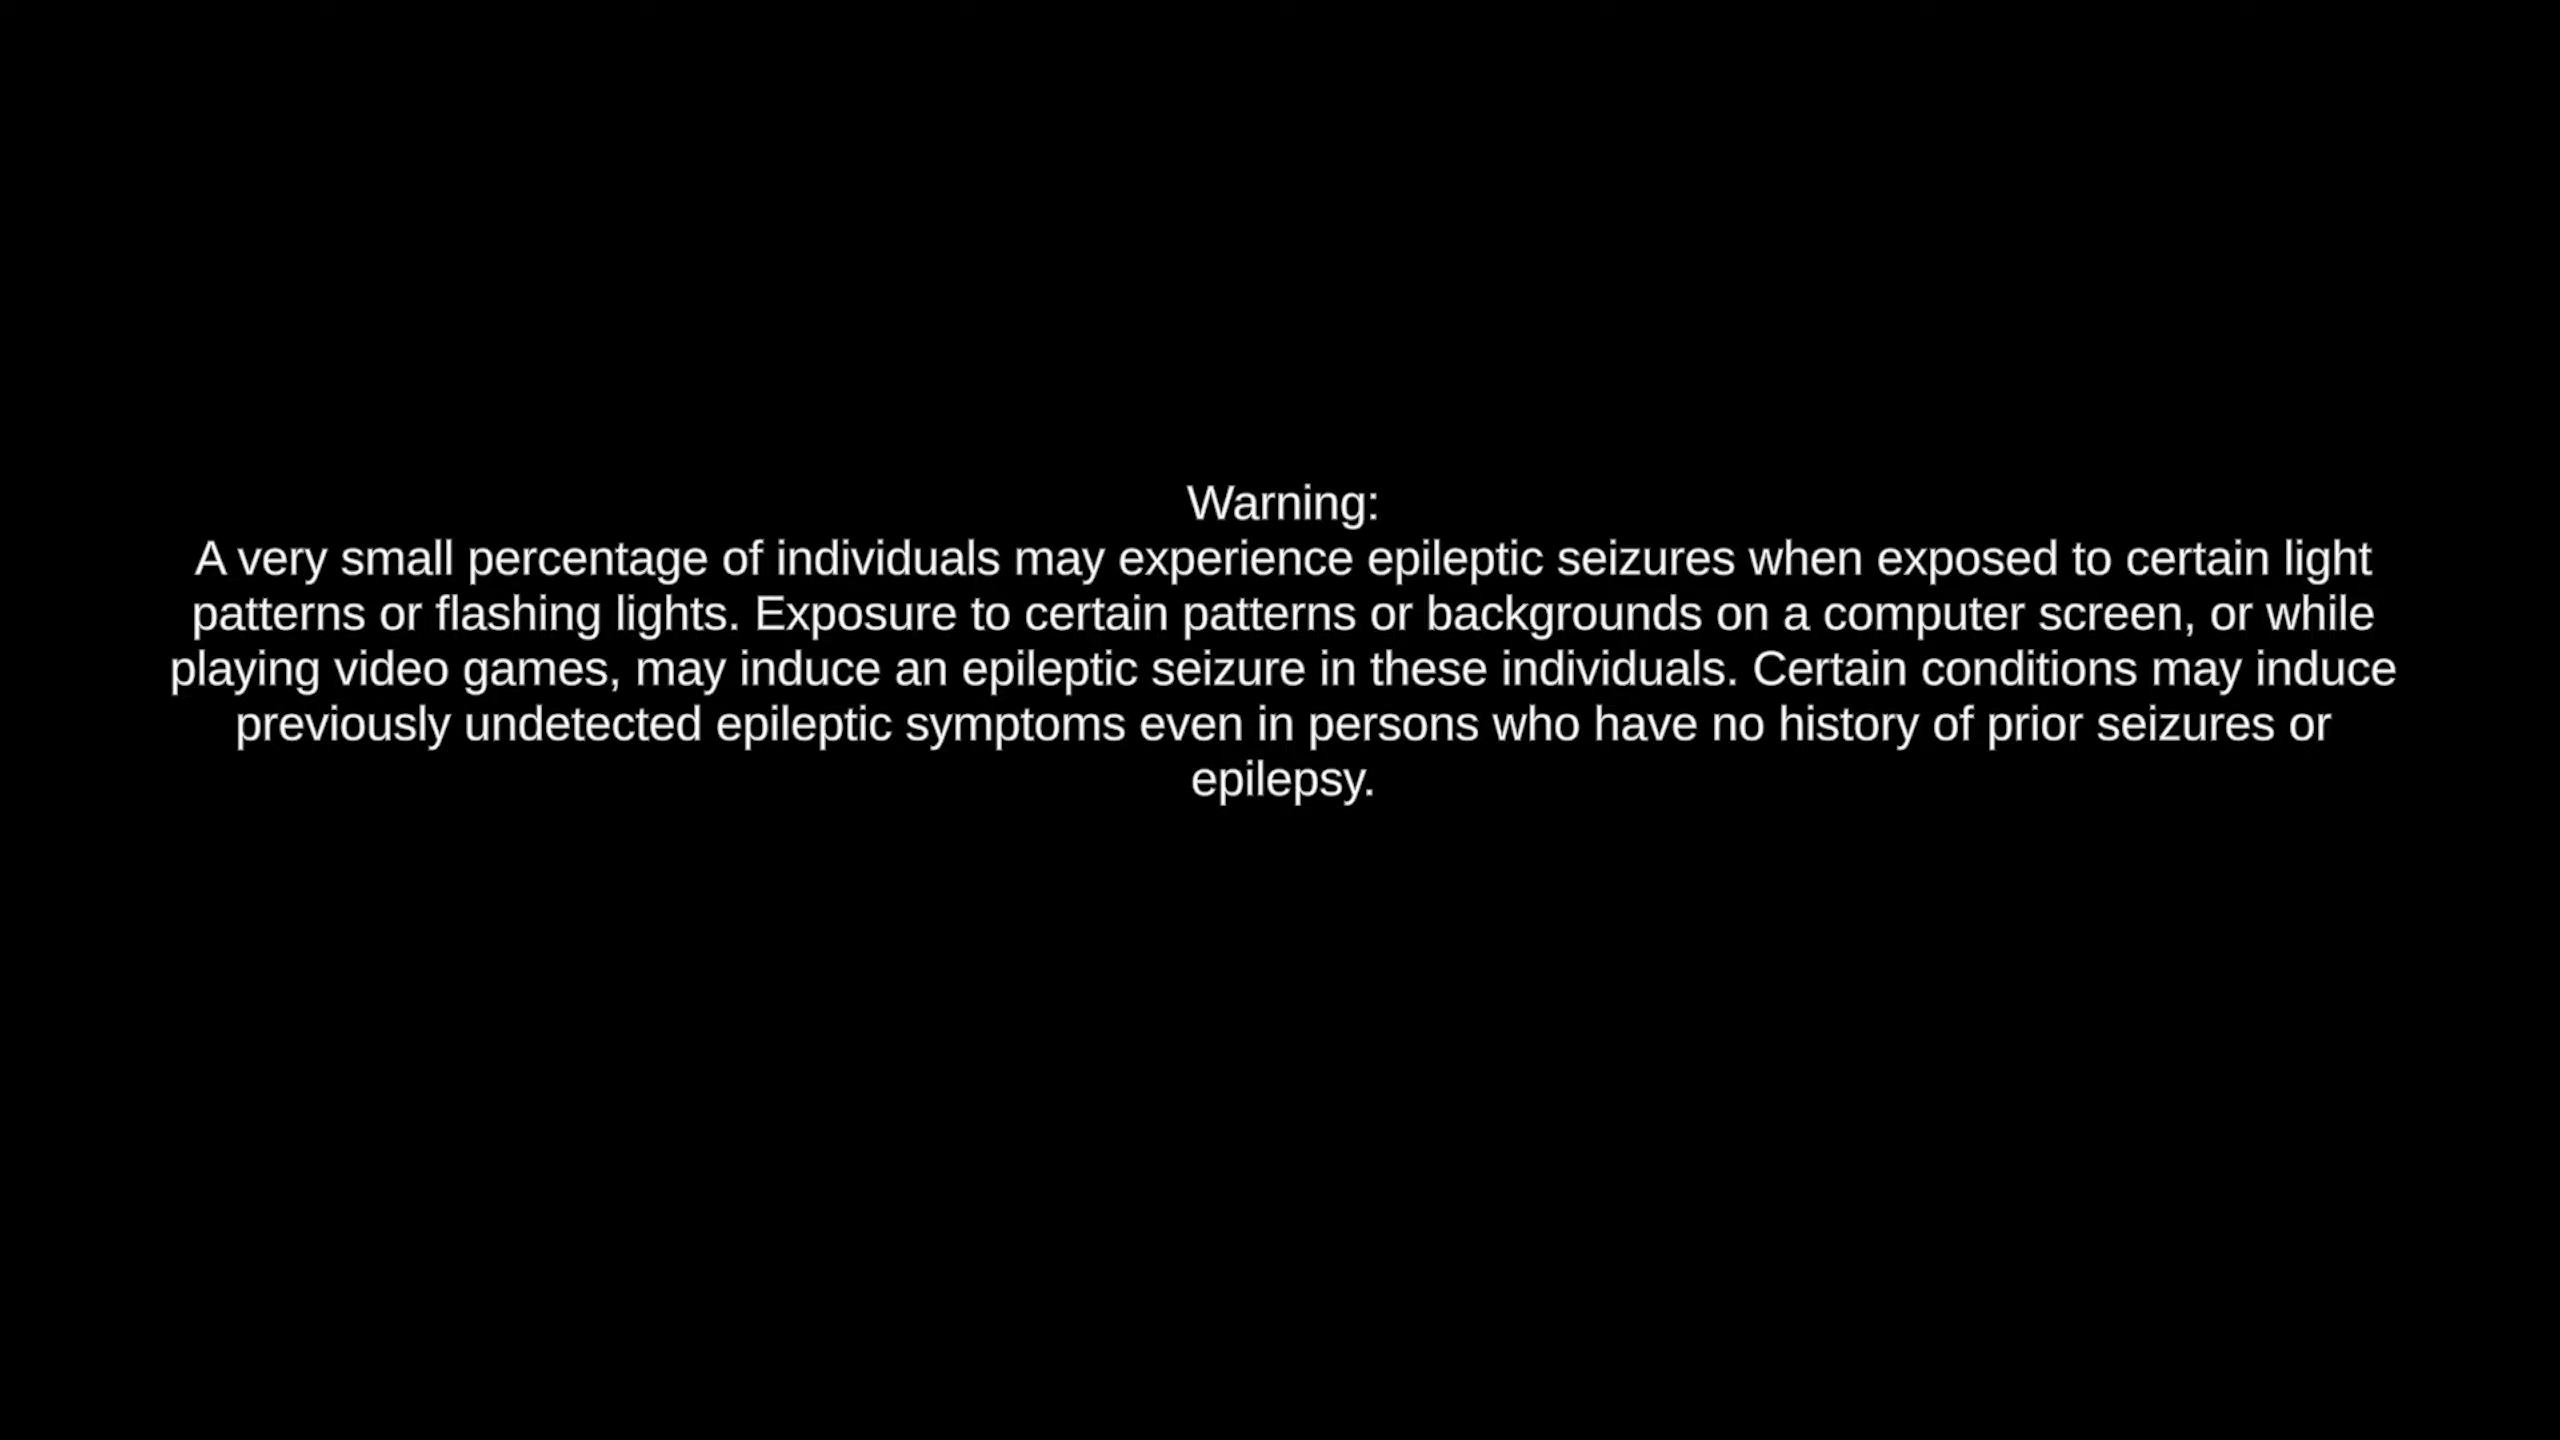 Warning:
A very small percentage of individuals may experience epileptic seizures when exposed to certain light
patterns or flashing lights. Exposure to certain patterns or backgrounds on a computer screen, or while
playing video games, may induce an epileptic seizure in these individuals. Certain conditions may induce
previously undetected epileptic symptoms even in persons who have no history of prior seizures or
epilepsy.